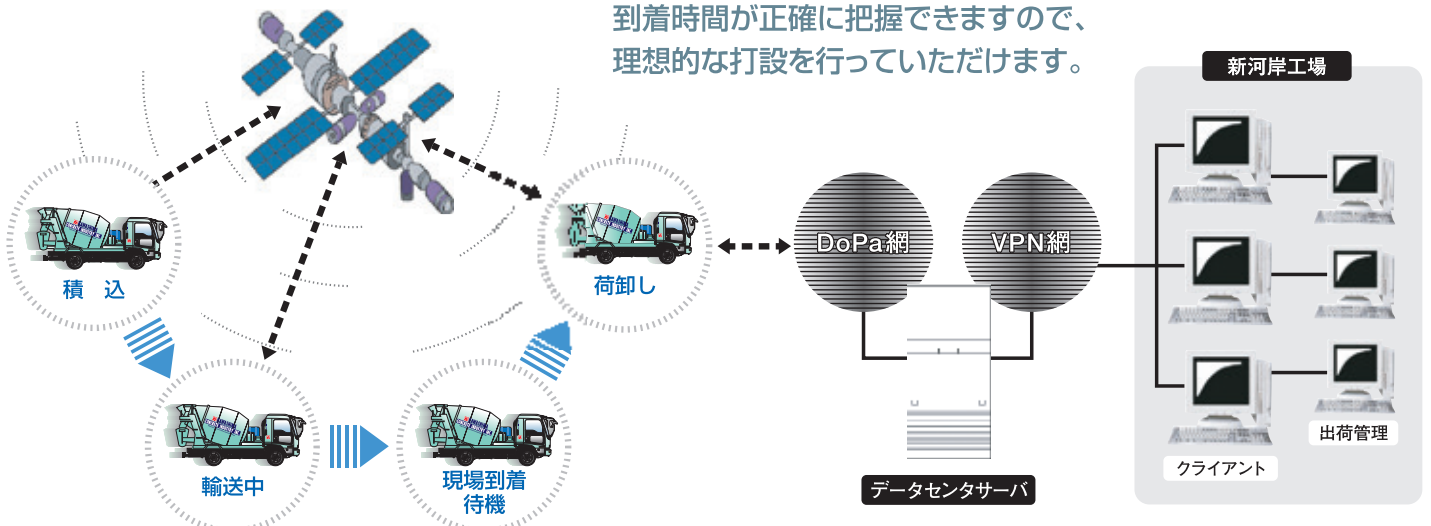 到着時間が正確に把握できますので、
理想的な打設を行っていただけます。
新河岸工場
積 込
荷卸し
DoPa網
VPN網
輸送中
現場到着
待機
データセンタサーバ
クライアント
出荷管理